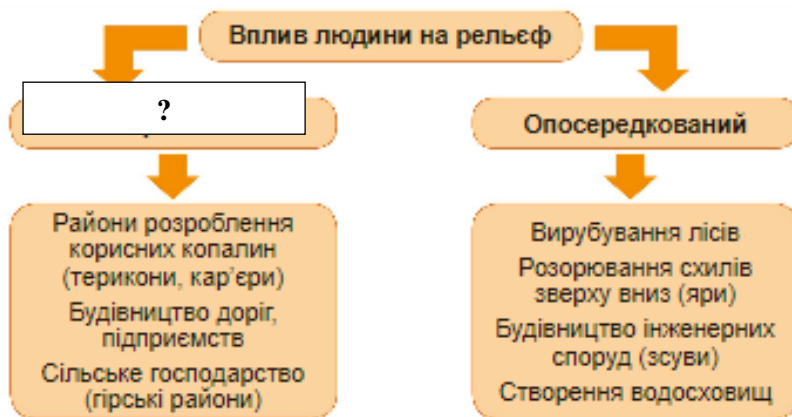 Вплив людини на рельєф
?
Опосередкований
Райони розроблення
корисних копалин
(терикони, кар’єри)
Будівництво доріг,
підприємств
Сільське господарство
(гірські райони)
Вирубування лісів
Розорювання схилів
зверху вниз (яри)
Будівництво інженерних
споруд (зсуви)
Створення водосховищ